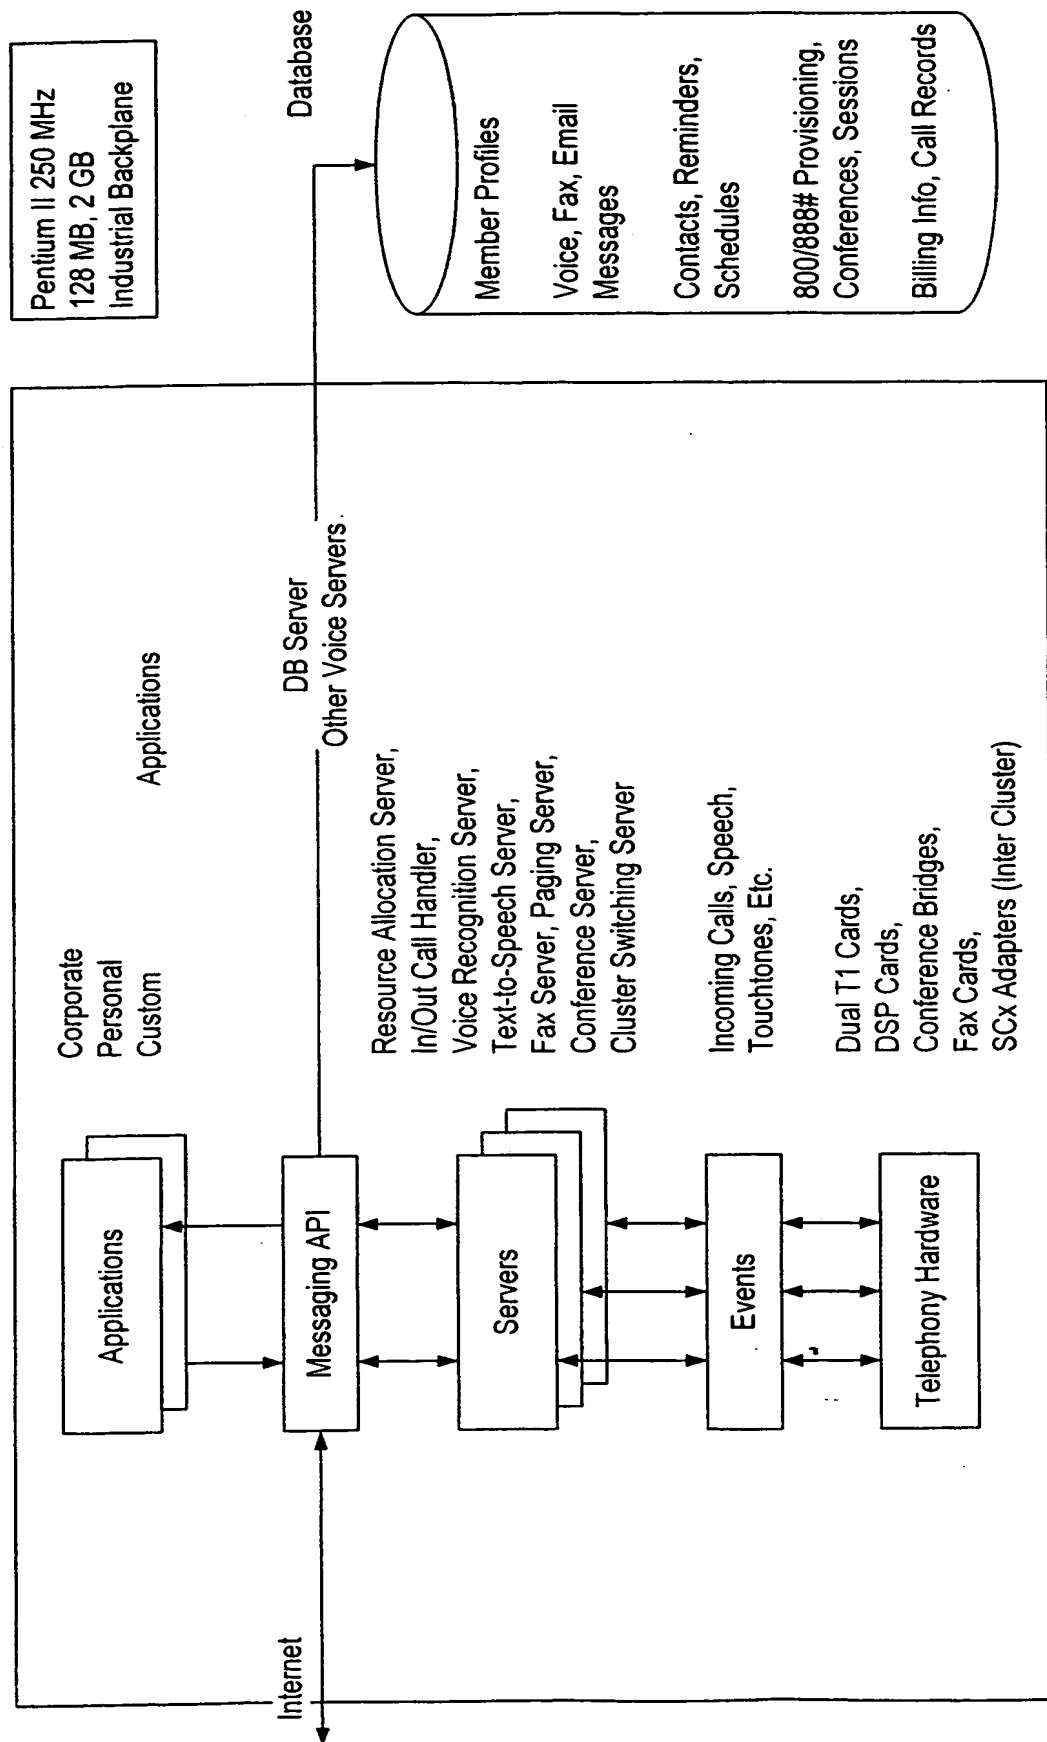 Pentium II 250 MHz
128 MB, 2 GB
Industrial Backplane
Applications
Corporate
Personal
Custom
Applications
Internet
Messaging API
DB Server
Other Voice Servers
Database
Servers
Resource Allocation Server,
In/Out Call Handler,
Voice Recognition Server,
Text-to-Speech Server,
Fax Server, Paging Server,
Conference Server,
Cluster Switching Server
Events
Incoming Calls, Speech,
Touchtones, Etc.
Telephony Hardware
Dual T1 Cards,
DSP Cards,
Conference Bridges,
Fax Cards,
SCx Adapters (Inter Cluster)
Member Profiles
Voice, Fax, Email
Messages
Contacts, Reminders,
Schedules
800/888# Provisioning,
Conferences, Sessions
Billing Info, Call Records